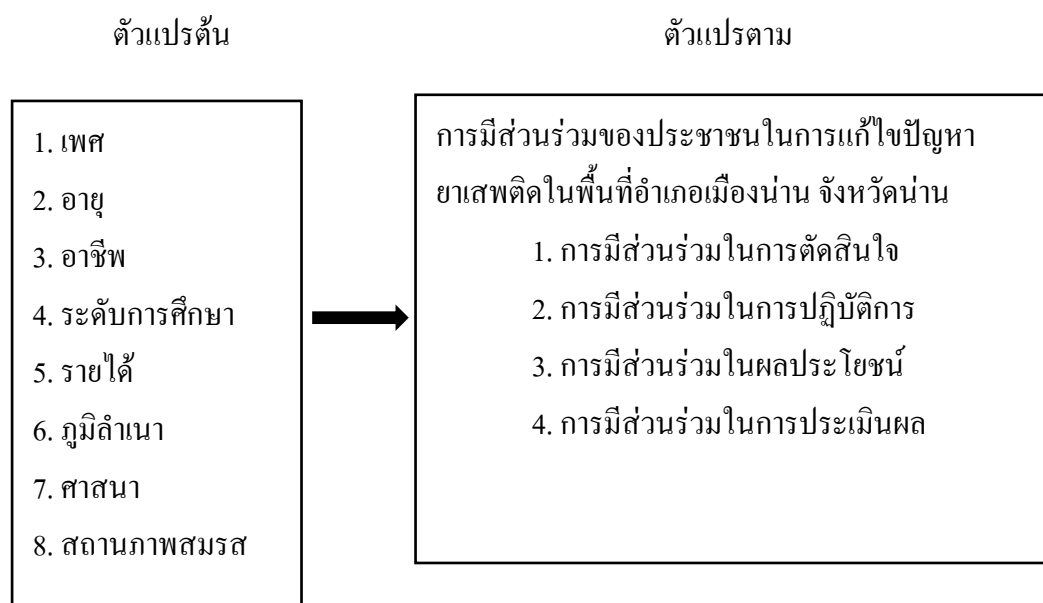 ตัวแปรต้น
ตัวแปรตาม
1. เพศ
2. อายุ
3. อาชีพ
4. ระดับการศึกษา
5. รายได้
6. ภูมิลำเนา
7. ศาสนา
8. สถานภาพสมรส
การมีส่วนร่วมของประชาชนในการแก้ไขปัญหา
ยาเสพติดในพื้นที่อำเภอเมืองน่าน จังหวัดน่าน
1. การมีส่วนร่วมในการตัดสินใจ
2. การมีส่วนร่วมในการปฏิบัติการ
3. การมีส่วนร่วมในผลประโยชน์
4. การมีส่วนร่วมในการประเมินผล